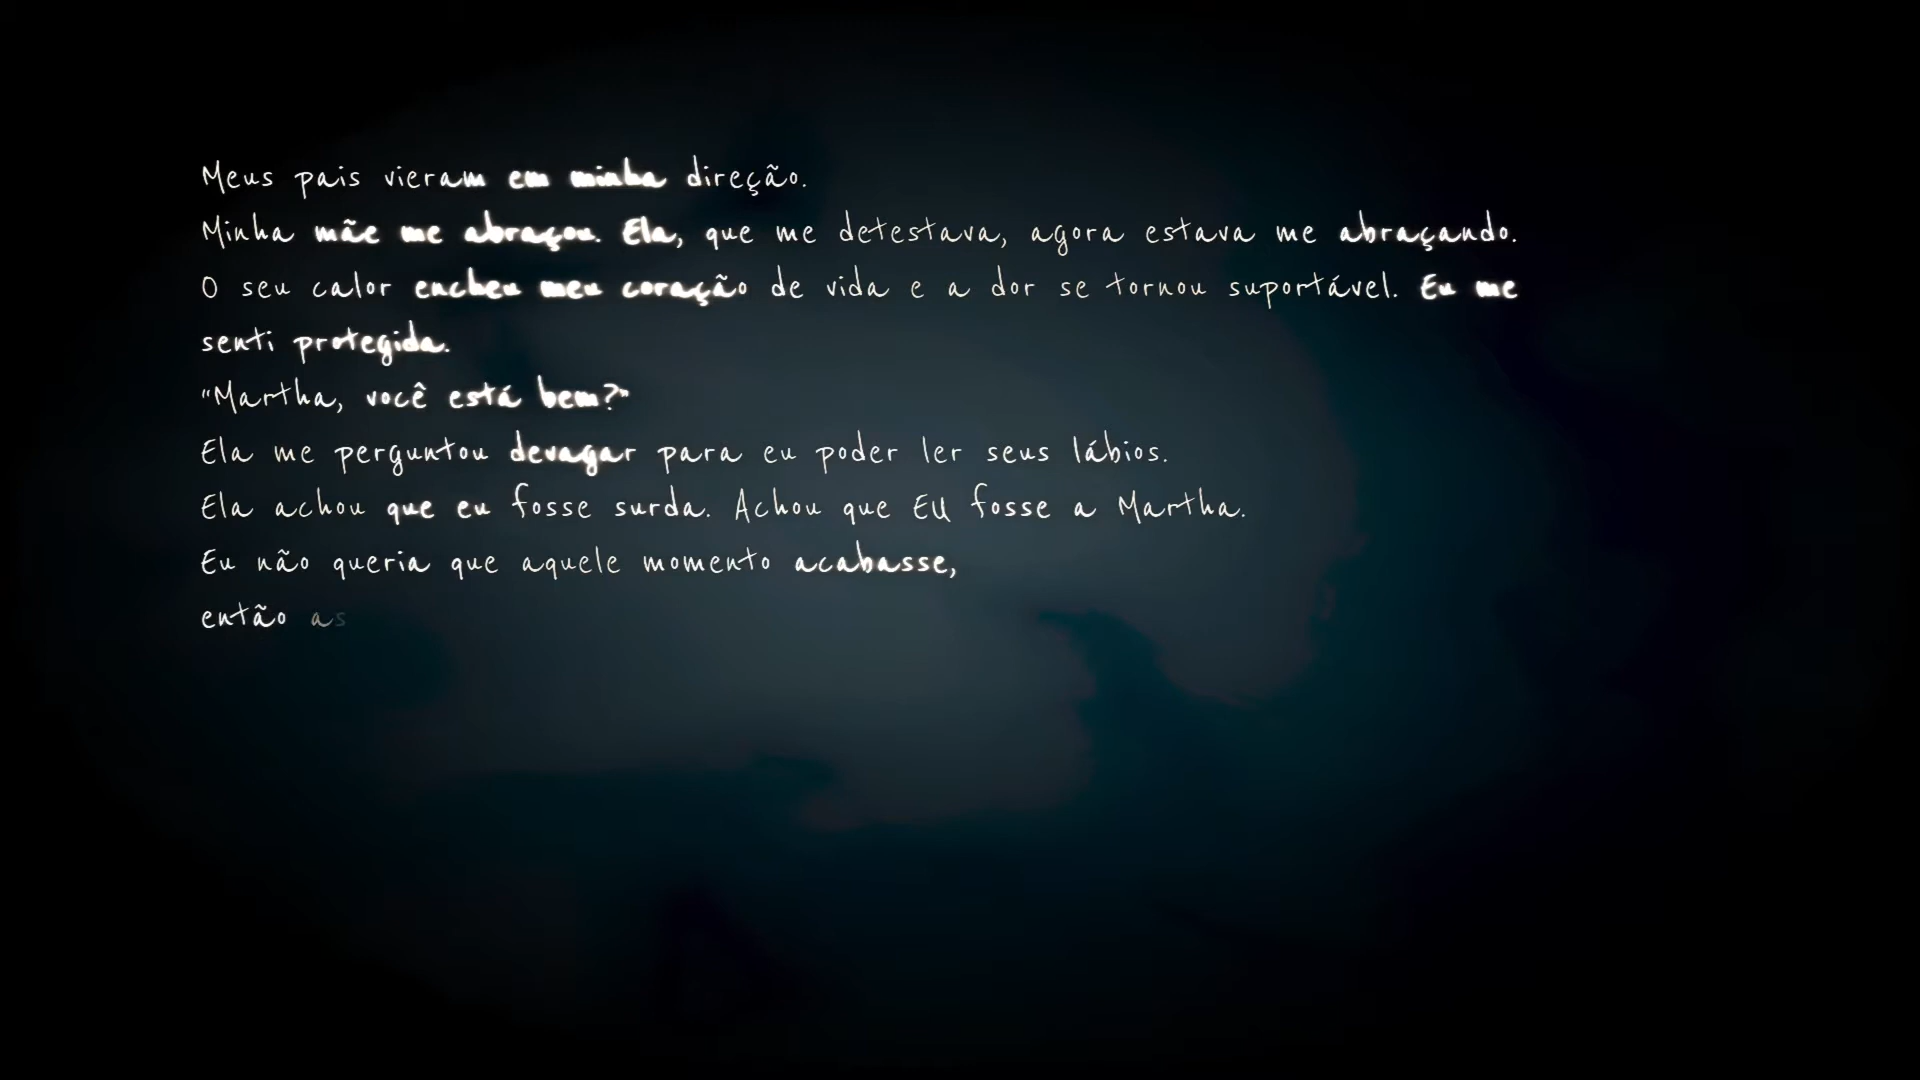 Meus pais vieram em minha direção.
Minha mãe me abraçou. Ela, que me detestava, agora estava me abraçando.
O seu calor encheu meu coração de vida e a dor se tornou suportável. Eu me
senti protegida.
"Martha, você está bem?"
Ela me perguntou devagar para eu poder ler seus lábios.
Ela achou que eu fosse surda. Achou que EU fosse a Martha.
Eu não queria que aquele momento acabasse,
então as